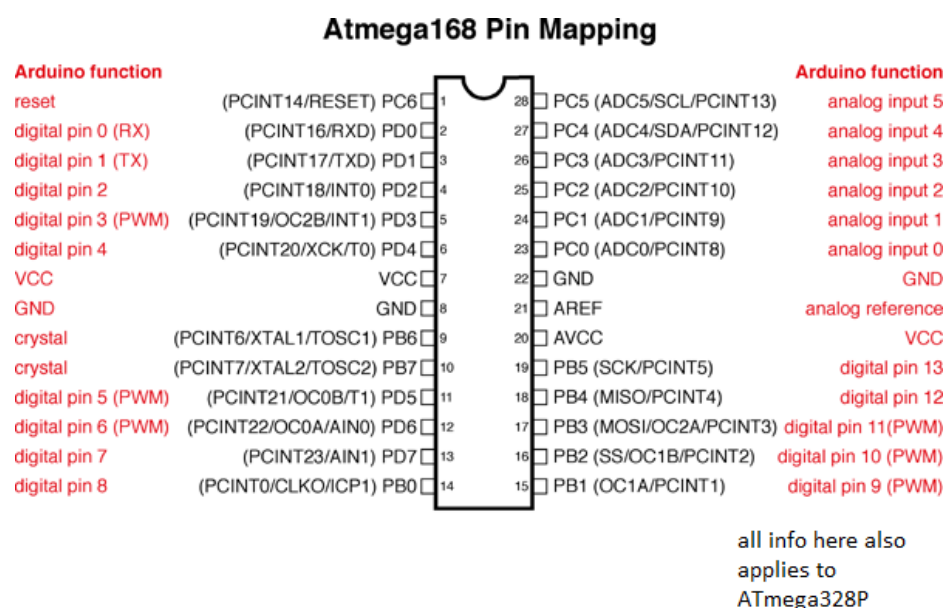 Atmega168 Pin Mapping
Arduino function Arduino function
reset (PCINT14/RESET) PC6 1 28 PC5 (ADC5/SCL/PCINT13) analog input 5
digital pin 0 (RX) (PCINT16/RXD) PD0 2 27 PC4 (ADC4/SDA/PCINT12) analog input 4
digital pin 1 (TX) (PCINT17/TXD) PD1 3 26 PC3 (ADC3/PCINT11) analog input 3
digital pin 2 (PCINT18/INT0) PD2 4 25 PC2 (ADC2/PCINT10) analog input 2
digital pin 3 (PWM) (PCINT19/OC2B/INT1) PD3 5 24 PC1 (ADC1/PCINT9) analog input 1
digital pin 4 (PCINT20/XCK/T0) PD4 6 23 PC0 (ADC0/PCINT8) analog input 0
VCC VCC 7 22 GND GND
GND GND 8 21 AREF analog reference
crystal (PCINT6/XTAL1/TOSC1) PB6 9 20 AVCC VCC
crystal (PCINT7/XTAL2/TOSC2) PB7 10 19 PB5 (SCK/PCINT5) digital pin 13
digital pin 5 (PWM) (PCINT21/OC0B/T1) PD5 11 18 PB4 (MISO/PCINT4) digital pin 12
digital pin 6 (PWM) (PCINT22/OC0A/AIN0) PD6 12 17 PB3 (MOSI/OC2A/PCINT3) digital pin 11(PWM)
digital pin 7 (PCINT23/AIN1) PD7 13 16 PB2 (SS/OC1B/PCINT2) digital pin 10 (PWM)
digital pin 8 (PCINT0/CLKO/ICP1) PB0 14 15 PB1 (OC1A/PCINT1) digital pin 9 (PWM)
all info here also
applies to
ATmega328P